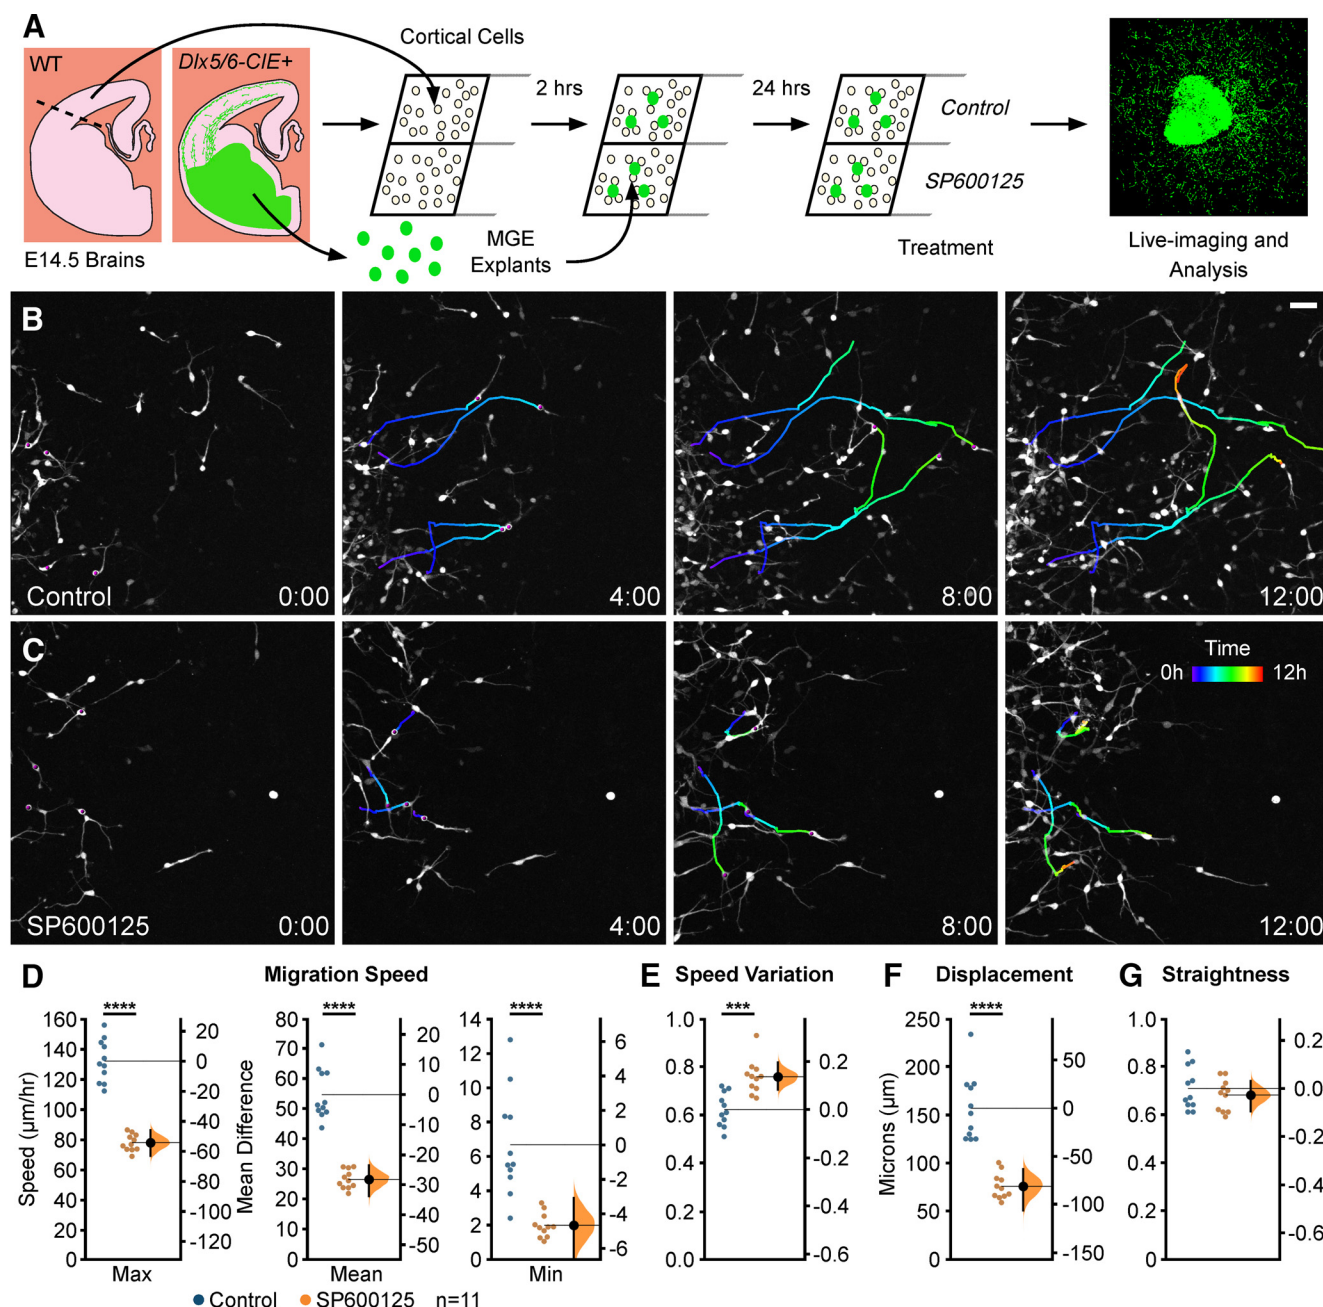 A
WT
Dlx5/6-CIE+
E14.5 Brains
Cortical Cells
2 hrs
24 hrs
Control
SP600125
MGE
Explants
Treatment
Live-imaging and
Analysis
B
Control
0:00
4:00
8:00
12:00
C
Time
0h
12h
SP600125
0:00
4:00
8:00
12:00
D
Migration Speed
E
Speed Variation
F
Displacement
G
Straightness
****
****
****
***
****
Speed (µm/hr)
160
140
120
100
80
60
40
20
0
20
0
-20
-40
-60
-80
-100
-120
Max
Mean Difference
80
70
60
50
40
30
20
10
0
20
10
0
-10
-20
-30
-40
-50
Mean
14
12
10
8
6
4
2
0
6
4
2
0
-2
-4
-6
Min
1.0
0.8
0.6
0.4
0.2
0.0
0.2
0.0
-0.2
-0.4
-0.6
Microns (µm)
250
200
150
100
50
0
50
0
-50
-100
-150
1.0
0.8
0.6
0.4
0.2
0
0.2
0.0
-0.2
-0.4
-0.6
Control
SP600125
n=11